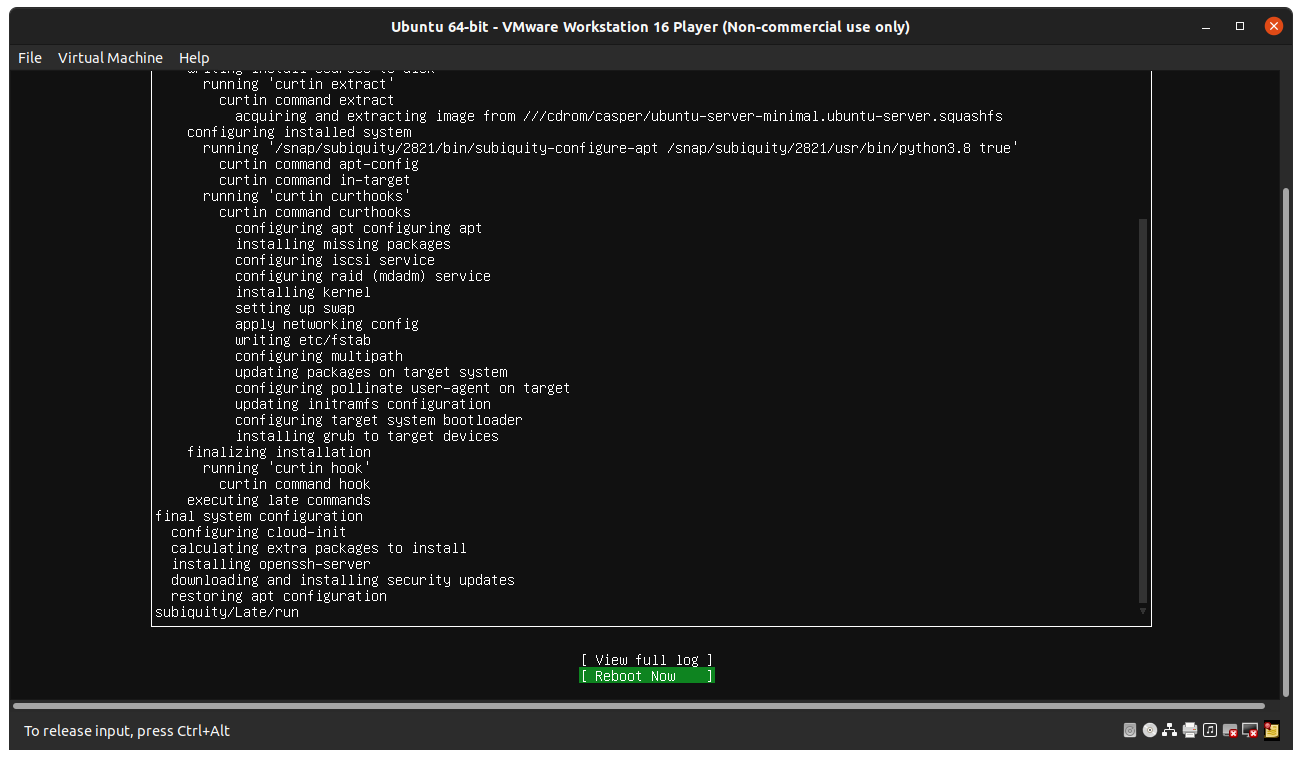 Ubuntu 64-bit - VMware Workstation 16 Player (Non-commercial use only)
File Virtual Machine Help
writing install sources to disk
running 'curtin extract'
curtin command extract
acquiring and extracting image from ///cdrom/casper/ubuntu-server-minimal.ubuntu-server.squashfs
configuring installed system
running '/snap/subiquity/2821/bin/subiquity-configure-apt /snap/subiquity/2821/usr/bin/python3.8 true'
curtin command apt-config
curtin command in-target
running 'curtin curthooks'
curtin command curthooks
configuring apt configuring apt
installing missing packages
configuring iscsi service
configuring raid (mdadm) service
installing kernel
setting up swap
apply networking config
writing etc/fstab
configuring multipath
updating packages on target system
configuring pollinate user-agent on target
updating initramfs configuration
configuring target system bootloader
installing grub to target devices
finalizing installation
running 'curtin hook'
curtin command hook
executing late commands
final system configuration
configuring cloud-init
calculating extra packages to install
installing openssh-server
downloading and installing security updates
restoring apt configuration
subiquity/Late/run
[ View full log ]
[ Reboot Now ]
To release input, press Ctrl+Alt